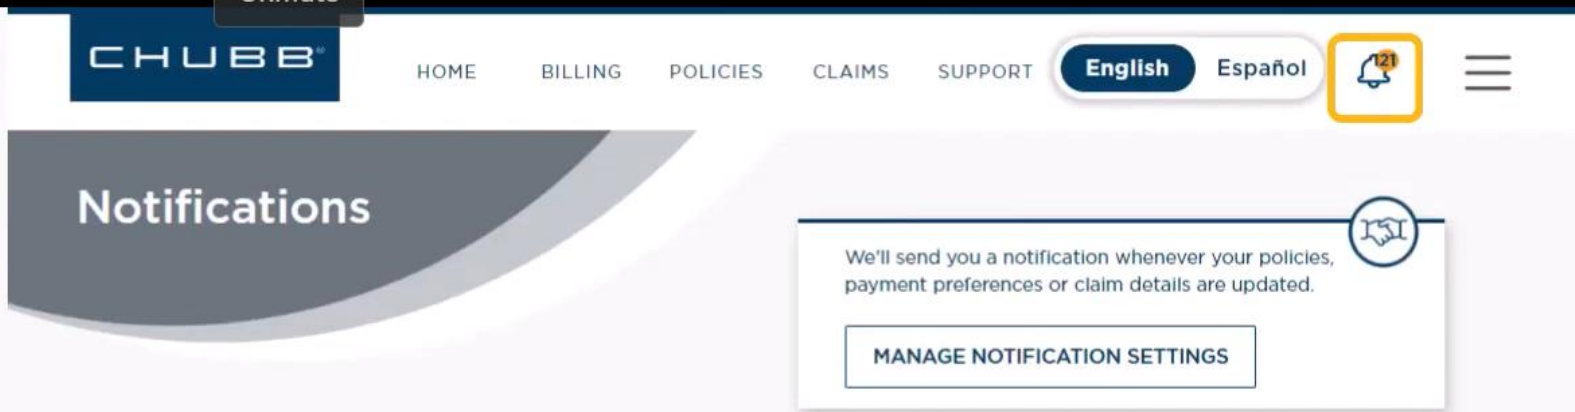 CHUBB®
HOME BILLING POLICIES CLAIMS SUPPORT English Español 121
Notifications
We'll send you a notification whenever your policies,
payment preferences or claim details are updated.
MANAGE NOTIFICATION SETTINGS